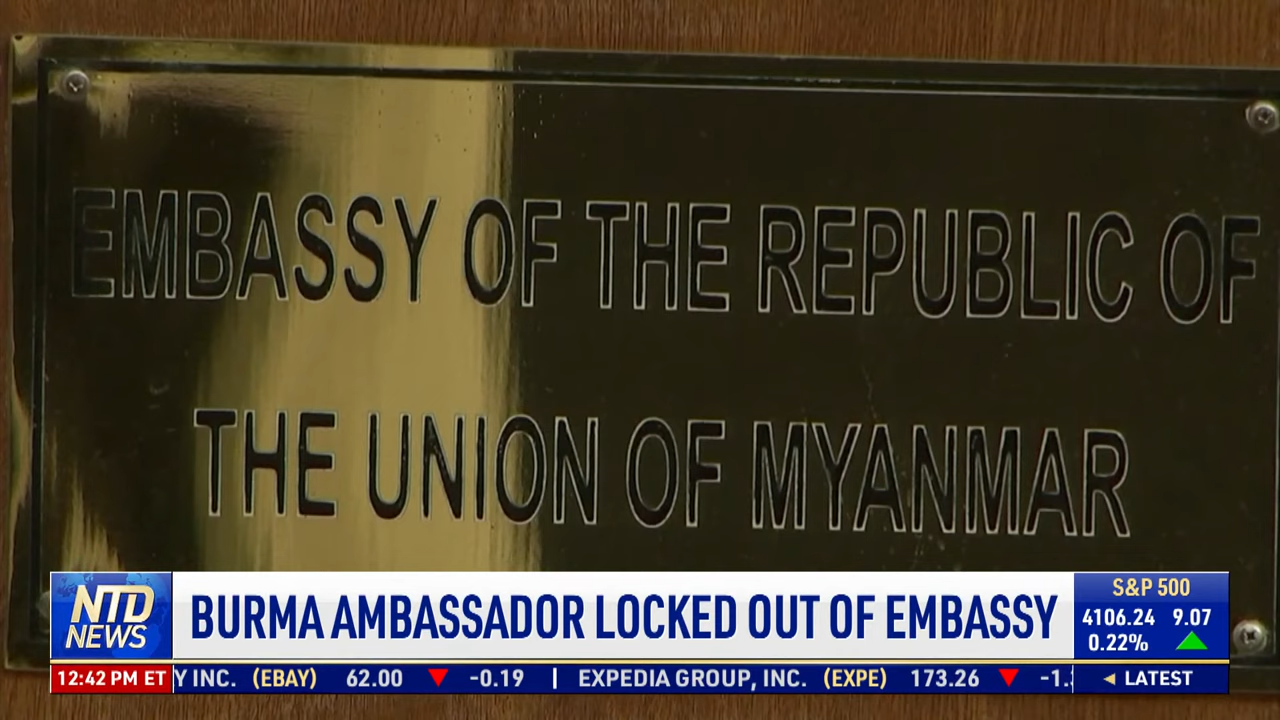 EMBASSY OF THE REPUBLIC OF
THE UNION OF MYANMAR
NTD
NEWS
BURMA AMBASSADOR LOCKED OUT OF EMBASSY
S&P 500
4106.24 9.07
0.22%
12:42 PM ET
Y INC. (EBAY) 62.00 -0.19 | EXPEDIA GROUP, INC. (EXPE) 173.26 -1.
LATEST